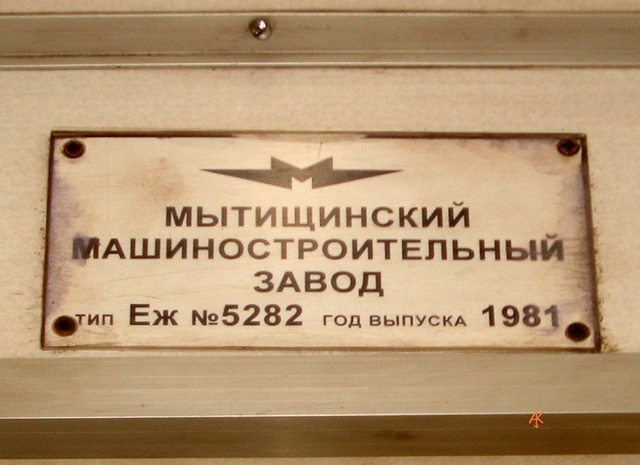 МЫТИЩИНСКИЙ
МАШИНОСТРОИТЕЛЬНЫЙ
ЗАВОД
ТИП Еж №5282 ГОД ВЫПУСКА 1981